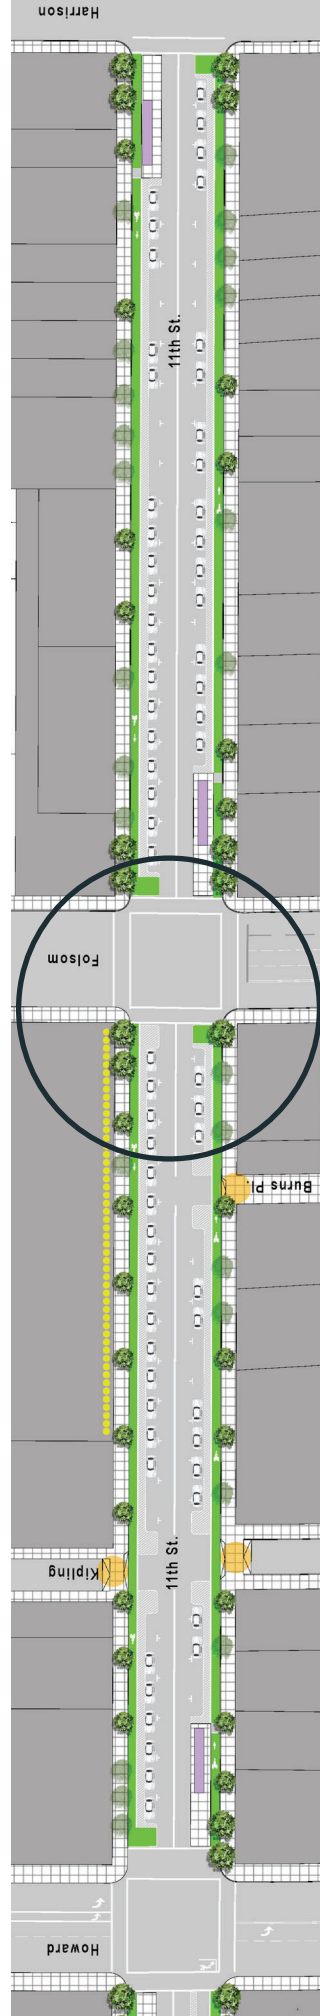 Harrison
11th St.
Folsom
Burns Pl.
11th St.
Kipling
Howard